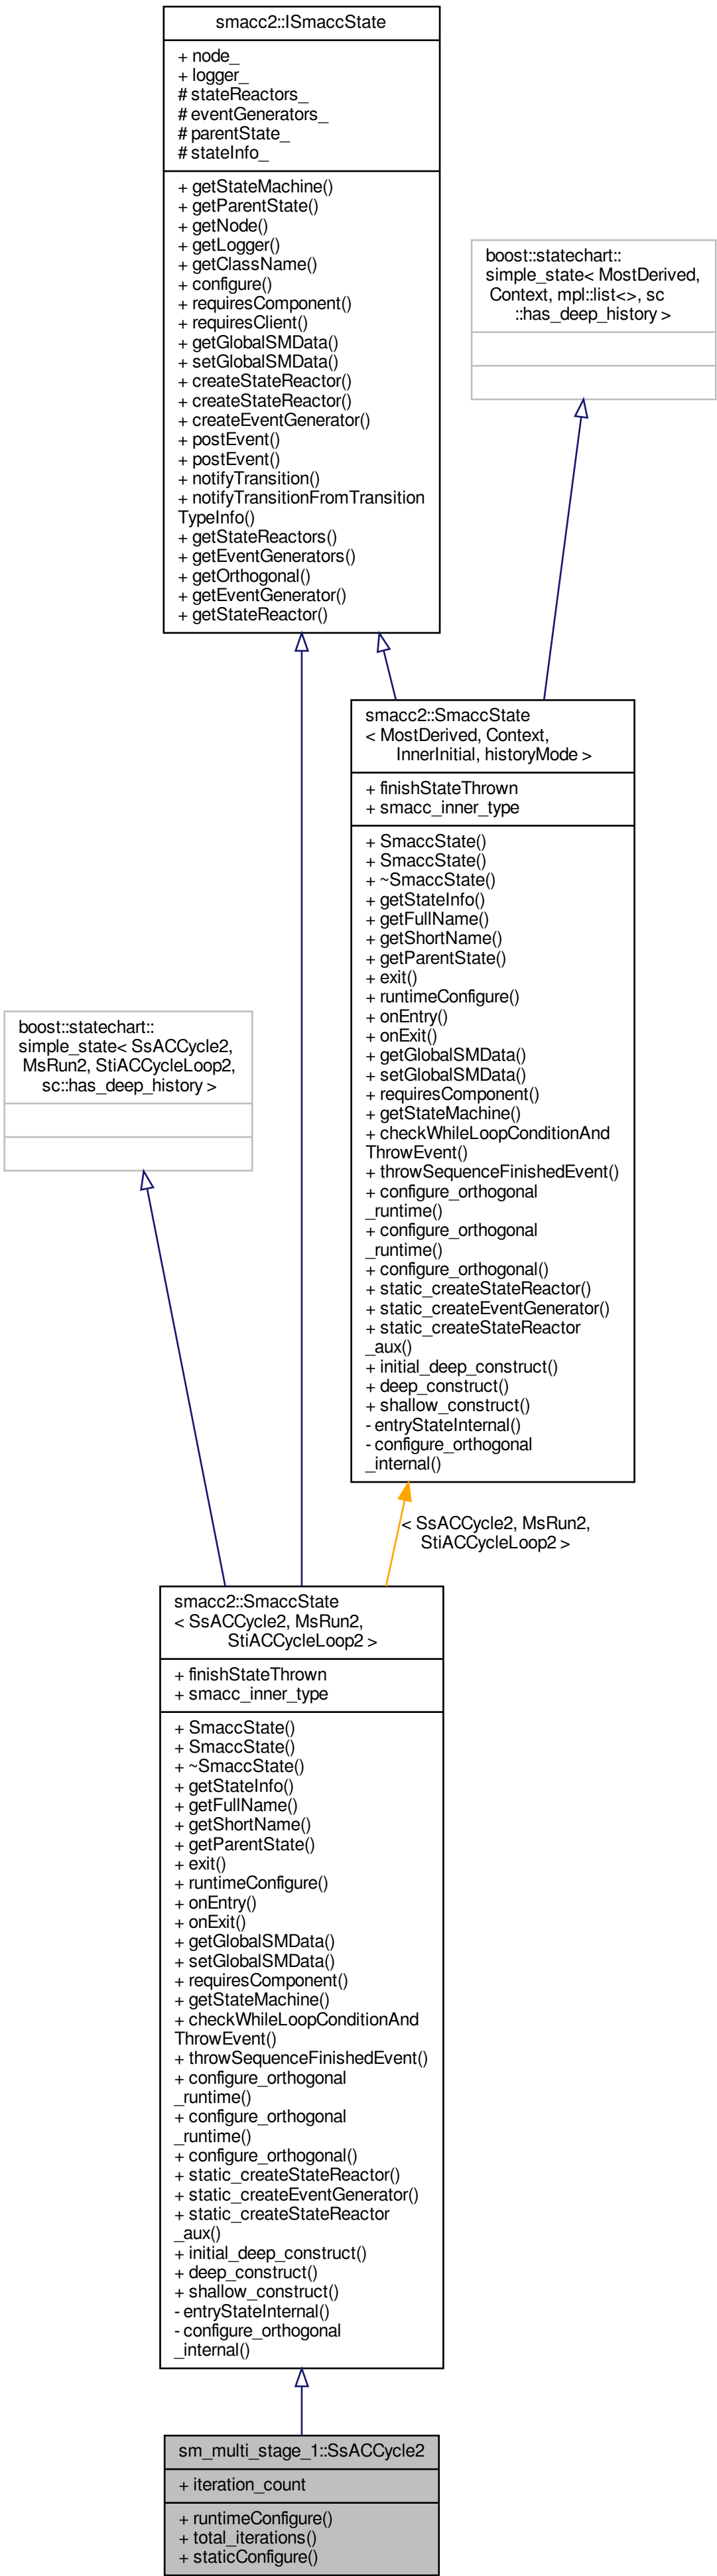 smacc2::ISmaccState
+ node_
+ logger_
# stateReactors_
# eventGenerators_
# parentState_
# stateInfo_
+ getStateMachine()
+ getParentState()
+ getNode()
+ getLogger()
+ getClassName()
+ configure()
+ requiresComponent()
+ requiresClient()
+ getGlobalSMData()
+ setGlobalSMData()
+ createStateReactor()
+ createStateReactor()
+ createEventGenerator()
+ postEvent()
+ postEvent()
+ notifyTransition()
+ notifyTransitionFromTransition
TypeInfo()
+ getStateReactors()
+ getEventGenerators()
+ getOrthogonal()
+ getEventGenerator()
+ getStateReactor()
boost::statechart::
simple_state< MostDerived,
Context, mpl::list<>, sc
::has_deep_history >
smacc2::SmaccState
< MostDerived, Context,
InnerInitial, historyMode >
+ finishStateThrown
+ smacc_inner_type
+ SmaccState()
+ SmaccState()
+ ~SmaccState()
+ getStateInfo()
+ getFullName()
+ getShortName()
+ getParentState()
+ exit()
+ runtimeConfigure()
+ onEntry()
+ onExit()
+ getGlobalSMData()
+ setGlobalSMData()
+ requiresComponent()
+ getStateMachine()
+ checkWhileLoopConditionAnd
ThrowEvent()
+ throwSequenceFinishedEvent()
+ configure_orthogonal
_runtime()
+ configure_orthogonal
_runtime()
+ configure_orthogonal()
+ static_createStateReactor()
+ static_createEventGenerator()
+ static_createStateReactor
_aux()
+ initial_deep_construct()
+ deep_construct()
+ shallow_construct()
- entryStateInternal()
- configure_orthogonal
_internal()
boost::statechart::
simple_state< SsACCycle2,
MsRun2, StiACCycleLoop2,
sc::has_deep_history >
< SsACCycle2, MsRun2,
StiACCycleLoop2 >
smacc2::SmaccState
< SsACCycle2, MsRun2,
StiACCycleLoop2 >
+ finishStateThrown
+ smacc_inner_type
+ SmaccState()
+ SmaccState()
+ ~SmaccState()
+ getStateInfo()
+ getFullName()
+ getShortName()
+ getParentState()
+ exit()
+ runtimeConfigure()
+ onEntry()
+ onExit()
+ getGlobalSMData()
+ setGlobalSMData()
+ requiresComponent()
+ getStateMachine()
+ checkWhileLoopConditionAnd
ThrowEvent()
+ throwSequenceFinishedEvent()
+ configure_orthogonal
_runtime()
+ configure_orthogonal
_runtime()
+ configure_orthogonal()
+ static_createStateReactor()
+ static_createEventGenerator()
+ static_createStateReactor
_aux()
+ initial_deep_construct()
+ deep_construct()
+ shallow_construct()
- entryStateInternal()
- configure_orthogonal
_internal()
sm_multi_stage_1::SsACCycle2
+ iteration_count
+ runtimeConfigure()
+ total_iterations()
+ staticConfigure()